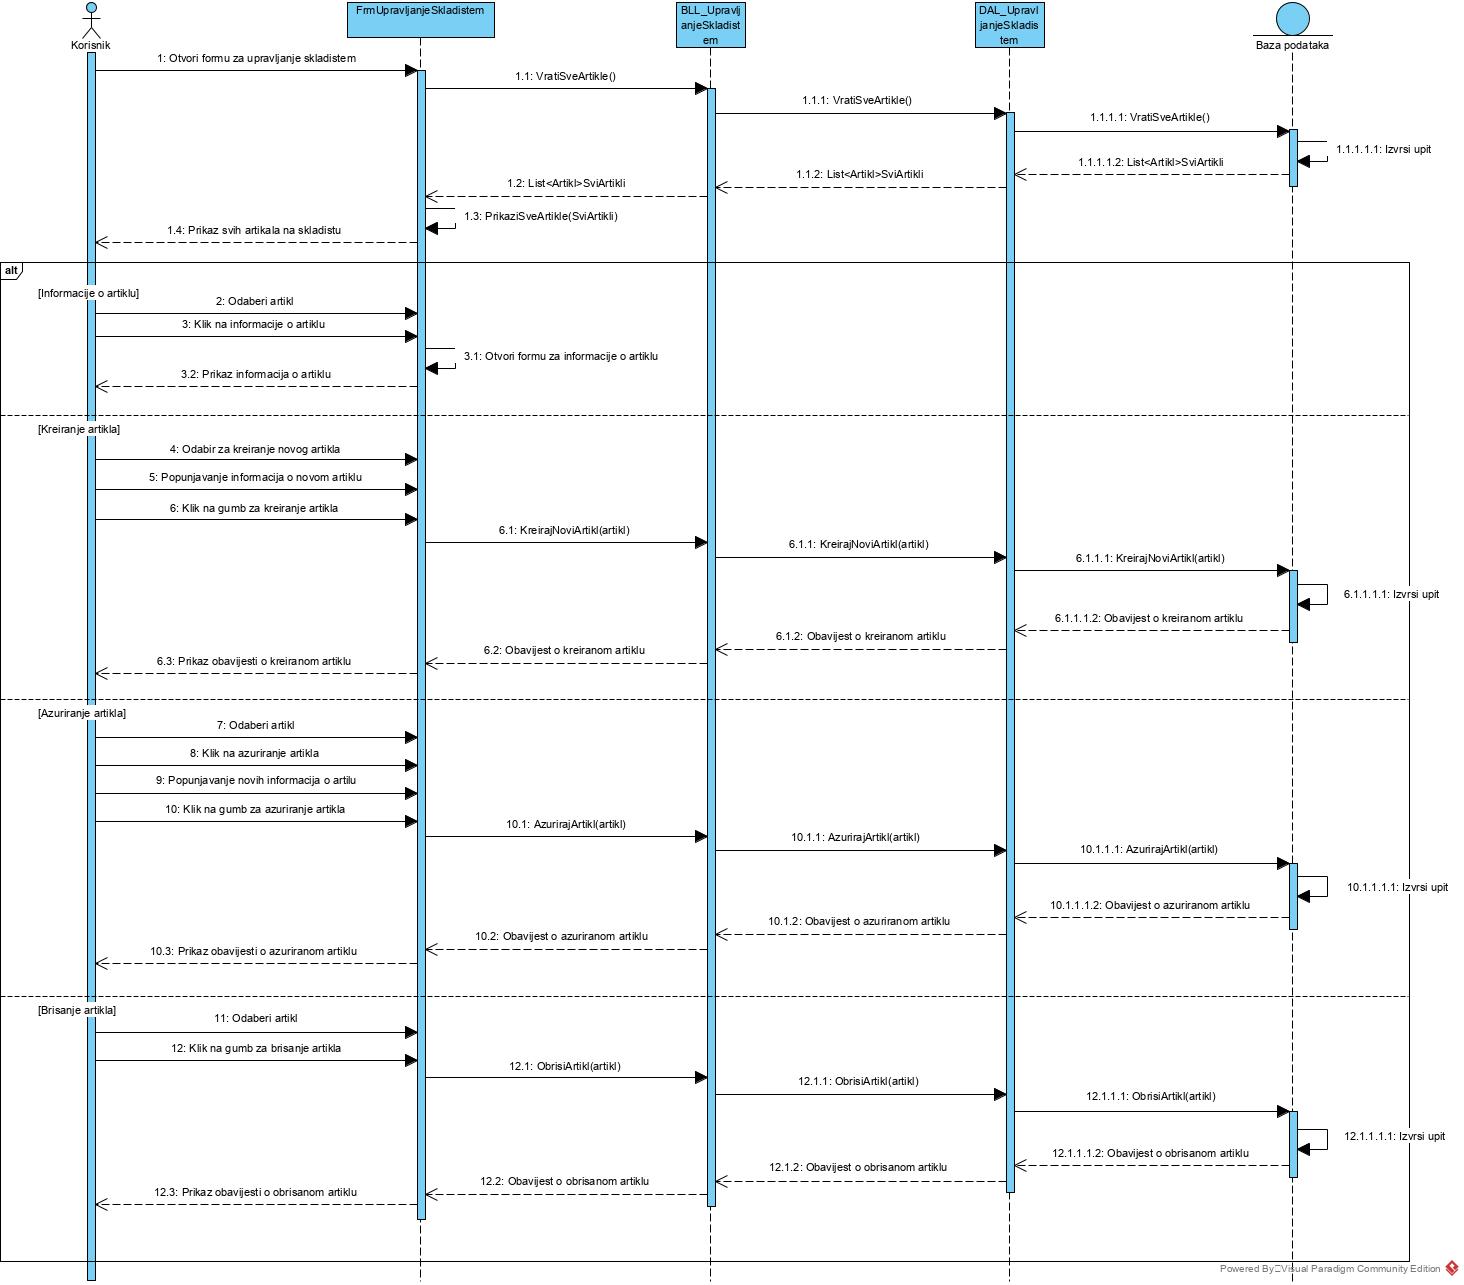 Korisnik
FrmUpravljanjeSkladistem
BLL_Upravlj
anjeSkladist
em
DAL_Upravl
janjeSkladis
tem
Baza podataka
1: Otvori formu za upravljanje skladistem
1.1: VratiSveArtikle()
1.1.1: VratiSveArtikle()
1.1.1.1: VratiSveArtikle()
1.1.1.1.1: Izvrsi upit
1.1.1.1.2: List<Artikl>SviArtikli
1.1.2: List<Artikl>SviArtikli
1.2: List<Artikl>SviArtikli
1.3: PrikaziSveArtikle(SviArtikli)
1.4: Prikaz svih artikala na skladistu
alt
[Informacije o artiklu]
2: Odaberi artikl
3: Klik na informacije o artiklu
3.1: Otvori formu za informacije o artiklu
3.2: Prikaz informacija o artiklu
[Kreiranje artikla]
4: Odabir za kreiranje novog artikla
5: Popunjavanje informacija o novom artiklu
6: Klik na gumb za kreiranje artikla
6.1: KreirajNoviArtikl(artikl)
6.1.1: KreirajNoviArtikl(artikl)
6.1.1.1: KreirajNoviArtikl(artikl)
6.1.1.1.1: Izvrsi upit
6.1.1.1.2: Obavijest o kreiranom artiklu
6.1.2: Obavijest o kreiranom artiklu
6.2: Obavijest o kreiranom artiklu
6.3: Prikaz obavijesti o kreiranom artiklu
[Azuriranje artikla]
7: Odaberi artikl
8: Klik na azuriranje artikla
9: Popunjavanje novih informacija o artilu
10: Klik na gumb za azuriranje artikla
10.1: AzurirajArtikl(artikl)
10.1.1: AzurirajArtikl(artikl)
10.1.1.1: AzurirajArtikl(artikl)
10.1.1.1.1: Izvrsi upit
10.1.1.1.2: Obavijest o azuriranom artiklu
10.1.2: Obavijest o azuriranom artiklu
10.2: Obavijest o azuriranom artiklu
10.3: Prikaz obavijesti o azuriranom artiklu
[Brisanje artikla]
11: Odaberi artikl
12: Klik na gumb za brisanje artikla
12.1: ObrisiArtikl(artikl)
12.1.1: ObrisiArtikl(artikl)
12.1.1.1: ObrisiArtikl(artikl)
12.1.1.1.1: Izvrsi upit
12.1.1.1.2: Obavijest o obrisanom artiklu
12.1.2: Obavijest o obrisanom artiklu
12.2: Obavijest o obrisanom artiklu
12.3: Prikaz obavijesti o obrisanom artiklu
Powered By Visual Paradigm Community Edition